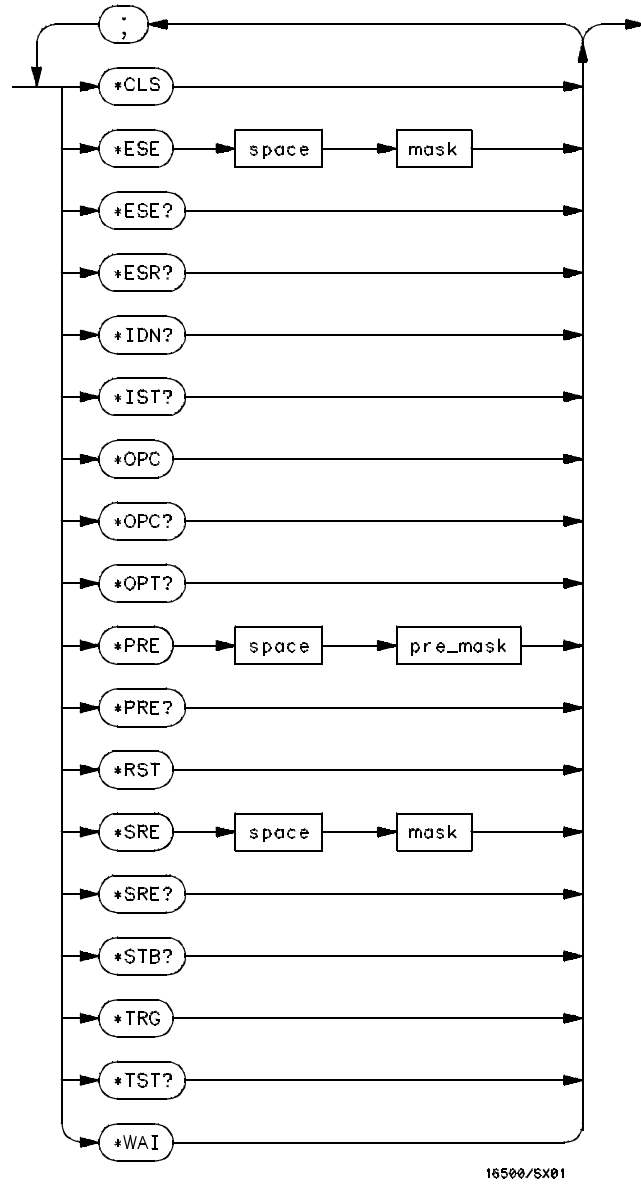 ;
*CLS
*ESE space mask
*ESE?
*ESR?
*IDN?
*IST?
*OPC
*OPC?
*OPT?
*PRE space pre_mask
*PRE?
*RST
*SRE space mask
*SRE?
*STB?
*TRG
*TST?
*WAI
16500/SX01